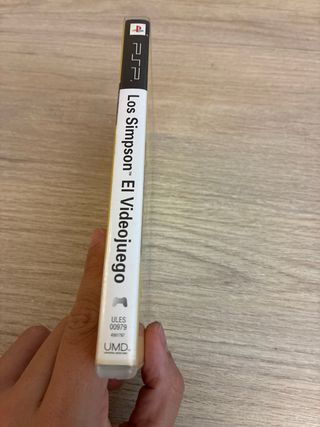 PSP
Los Simpson™ El Videojuego
ULES
00979
UMD